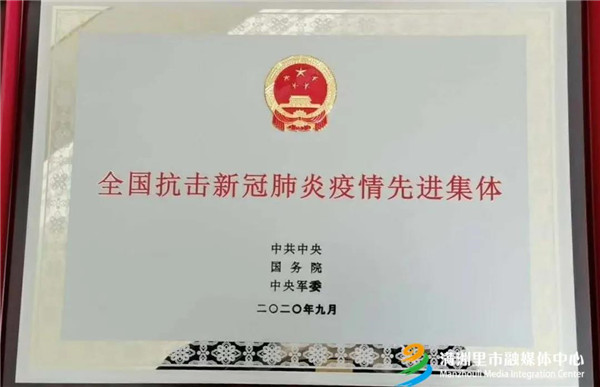 全国抗击新冠肺炎疫情先进集体
中共中央
国务院
中央军委
二〇二〇年九月
满洲里市融媒体中心
Manzhouli Media Integration Center